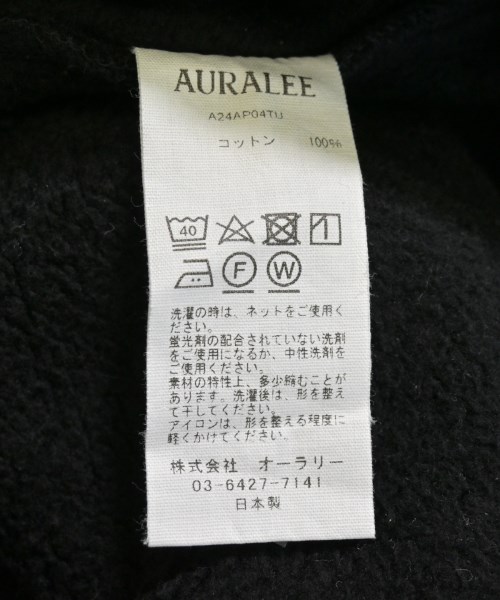 AURALEE
A24AP04TU
コットン 100%
40
F W
洗濯の時は、ネットをご使用く
ださい。
蛍光剤の配合されていない洗剤
をご使用になるか、中性洗剤を
ご使用ください。
素材の特性上、多少縮むことが
あります。洗濯後は、形を整え
て干してください。
アイロンは、形を整える程度に
軽くかけてください。
株式会社 オーラリー
03-6427-7141
日本製